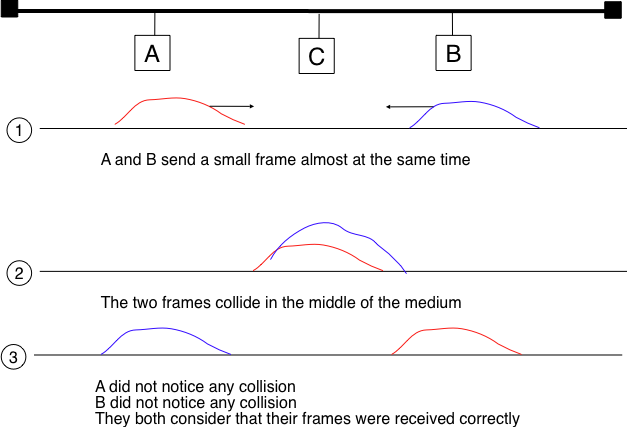 A
C
B
1
A and B send a small frame almost at the same time
2
The two frames collide in the middle of the medium
3
A did not notice any collision
B did not notice any collision
They both consider that their frames were received correctly